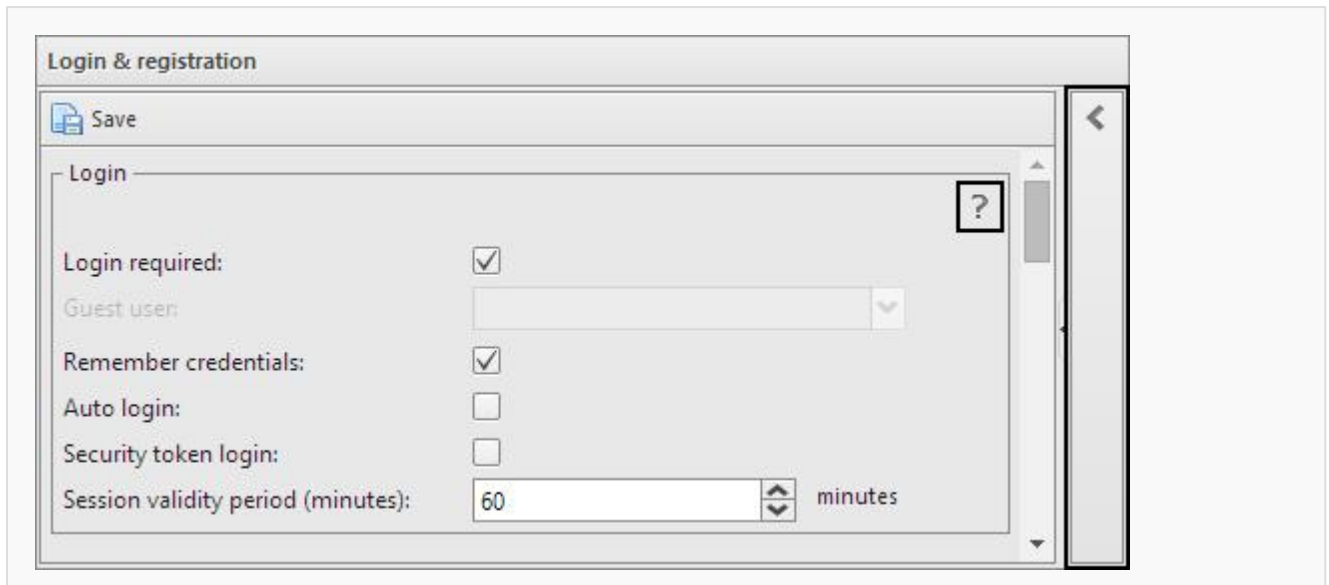 Login & registration
Save
Login
?
Login required:
Guest user:
Remember credentials:
Auto login:
Security token login:
Session validity period (minutes): 60 minutes